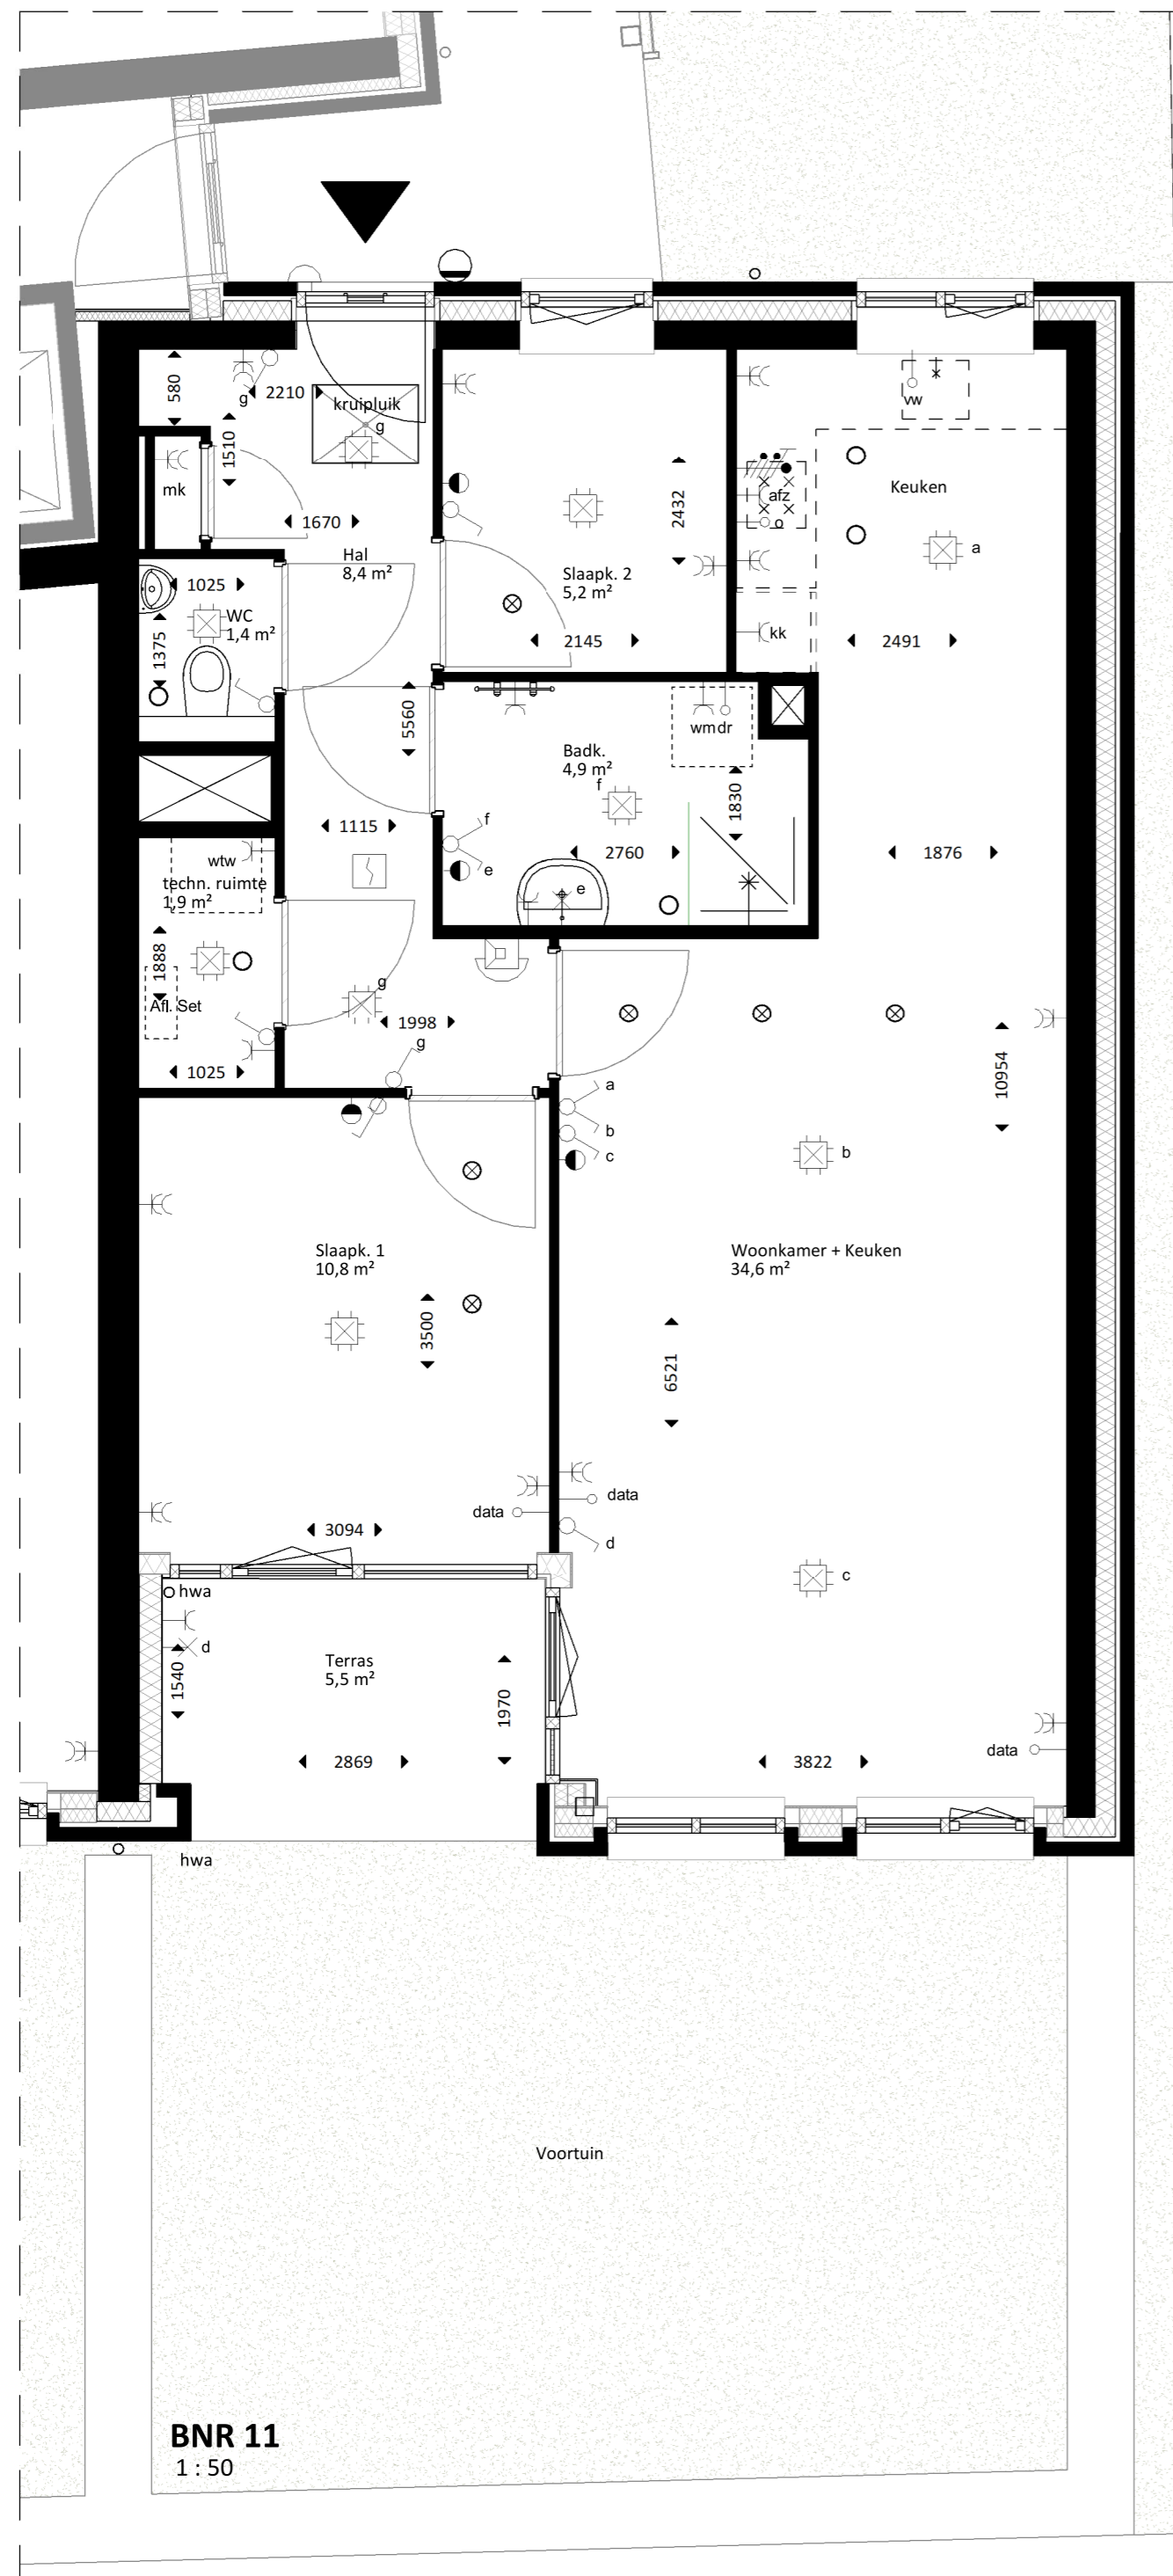 580
g
2210
kruipluik
g
1510
mk
1670
Hal
8,4 m²
2432
Slaapk. 2
5,2 m²
2145
vw
afz
o
Keuken
a
kk
2491
1025
WC
1,4 m²
1375
5560
wmdr
Badk.
4,9 m²
f
1830
1115
f
2760
e
e
1876
wtw
techn. ruimte
1,9 m²
1888
Afl. Set
1025
g
1998
g
10954
a
b
c
b
Slaapk. 1
10,8 m²
3500
Woonkamer + Keuken
34,6 m²
6521
data
data
d
3094
c
hwa
d
1540
Terras
5,5 m²
1970
2869
3822
data
hwa
Voortuin
BNR 11
1 : 50